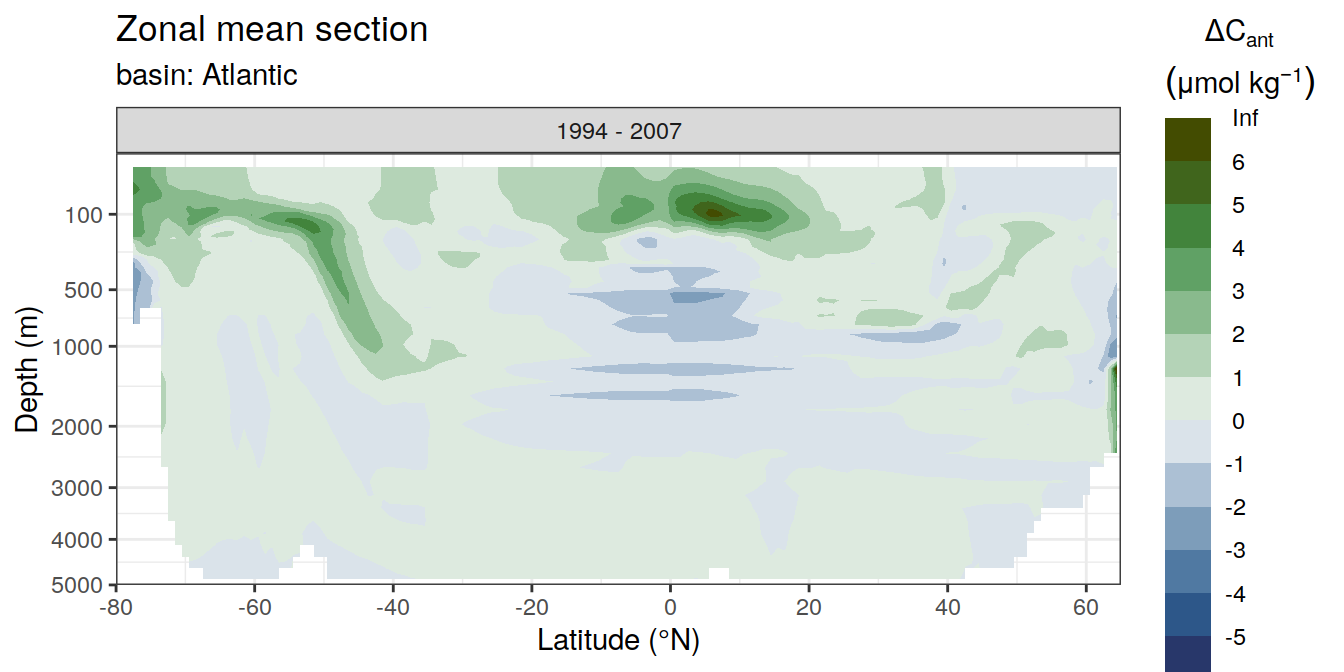 Zonal mean section
basin: Atlantic
ΔCant
(μmol kg⁻¹)
1994 - 2007
Inf
6
5
4
3
2
1
0
-1
-2
-3
-4
-5
Depth (m)
100
500
1000
2000
3000
4000
5000
-80 -60 -40 -20 0 20 40 60
Latitude (°N)